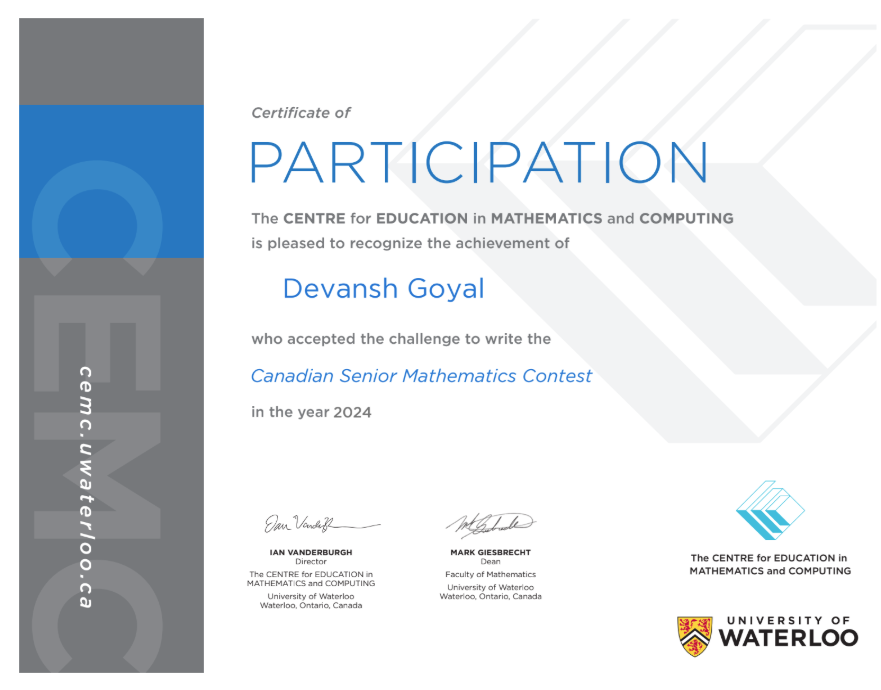 CEMC
cemc.uwaterloo.ca
Certificate of
PARTICIPATION
The CENTRE for EDUCATION in MATHEMATICS and COMPUTING
is pleased to recognize the achievement of
Devansh Goyal
who accepted the challenge to write the
Canadian Senior Mathematics Contest
in the year 2024
Ian Vanderburgh
IAN VANDERBURGH
Director
The CENTRE for EDUCATION in
MATHEMATICS and COMPUTING
University of Waterloo
Waterloo, Ontario, Canada
MARK GIESBRECHT
Dean
Faculty of Mathematics
University of Waterloo
Waterloo, Ontario, Canada
The CENTRE for EDUCATION in
MATHEMATICS and COMPUTING
UNIVERSITY OF
WATERLOO